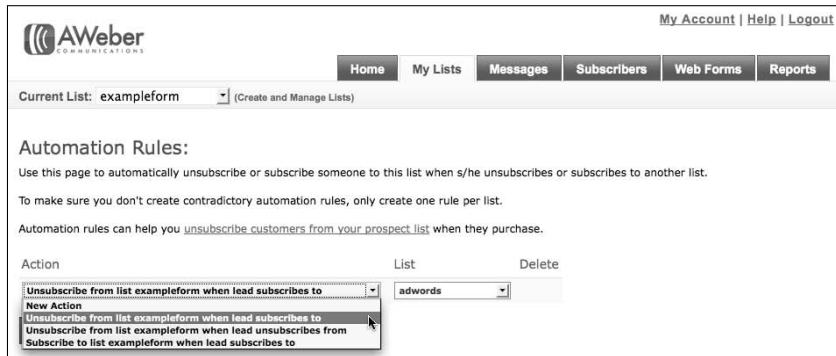 My Account | Help | Logout
AWeber
COMMUNICATIONS
Home My Lists Messages Subscribers Web Forms Reports
Current List: exampleform (Create and Manage Lists)
Automation Rules:
Use this page to automatically unsubscribe or subscribe someone to this list when s/he unsubscribes or subscribes to another list.
To make sure you don't create contradictory automation rules, only create one rule per list.
Automation rules can help you unsubscribe customers from your prospect list when they purchase.
Action List Delete
Unsubscribe from list exampleform when lead subscribes to adwords
New Action
Unsubscribe from list exampleform when lead subscribes to
Unsubscribe from list exampleform when lead unsubscribes from
Subscribe to list exampleform when lead subscribes to